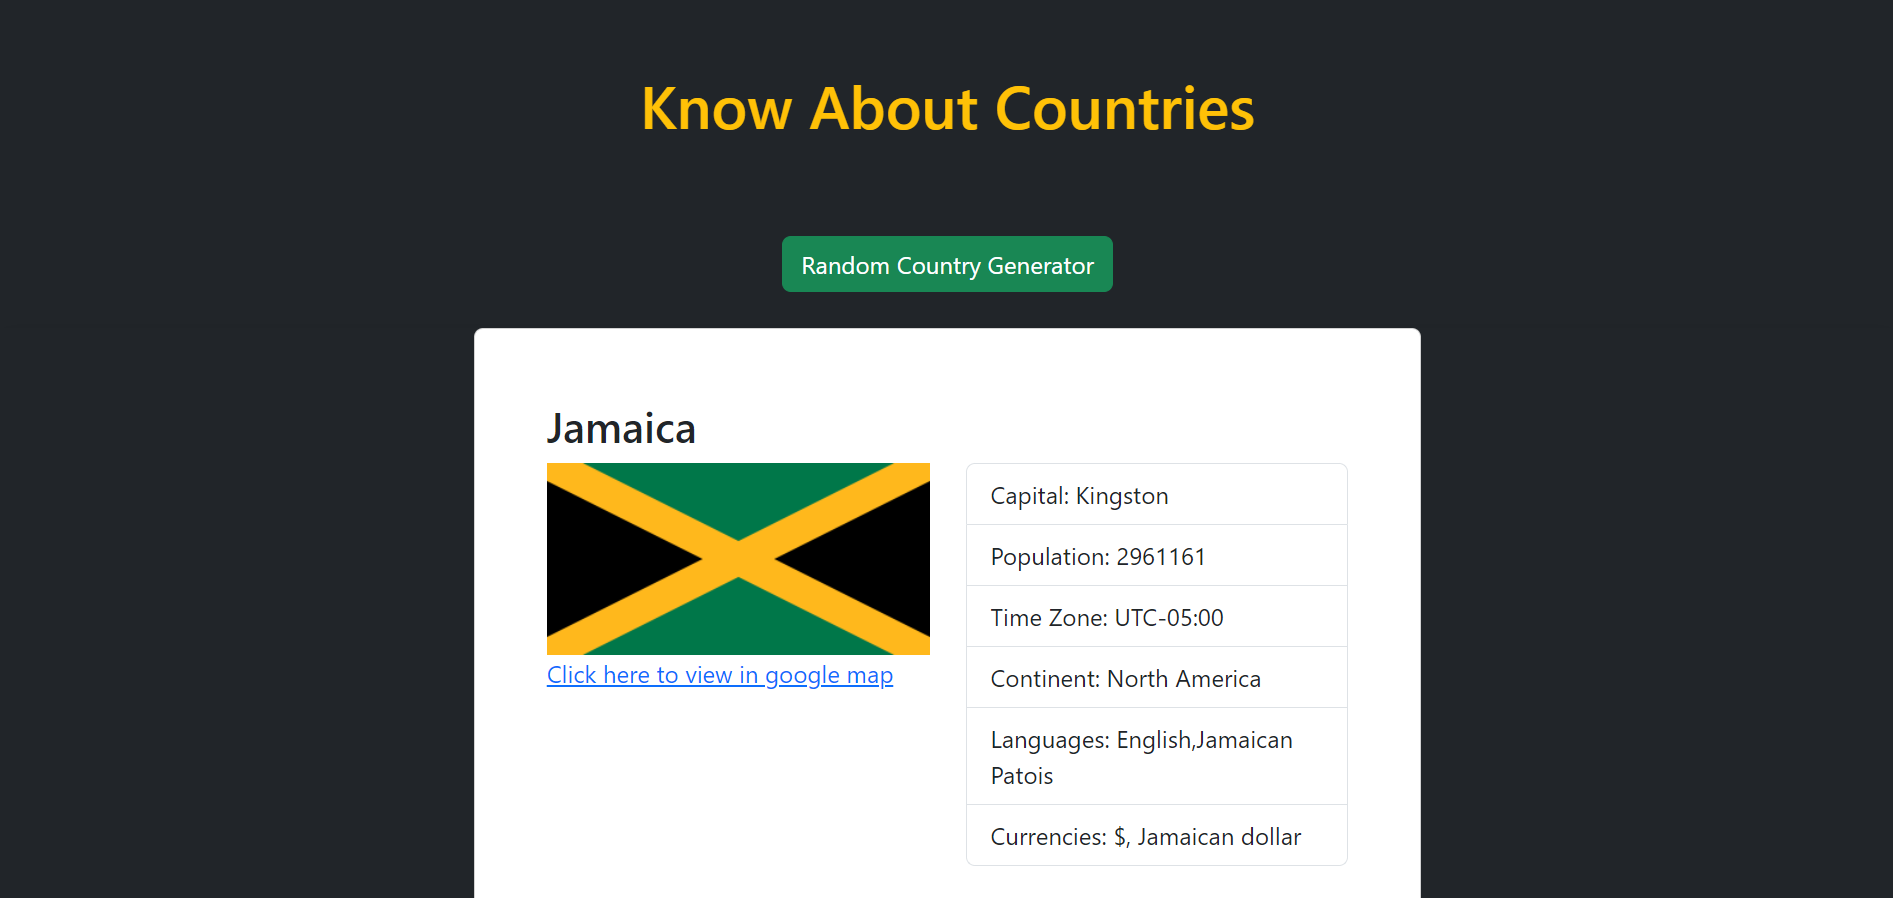 Know About Countries
Random Country Generator
Jamaica
Click here to view in google map
Capital: Kingston
Population: 2961161
Time Zone: UTC-05:00
Continent: North America
Languages: English,Jamaican
Patois
Currencies: $, Jamaican dollar